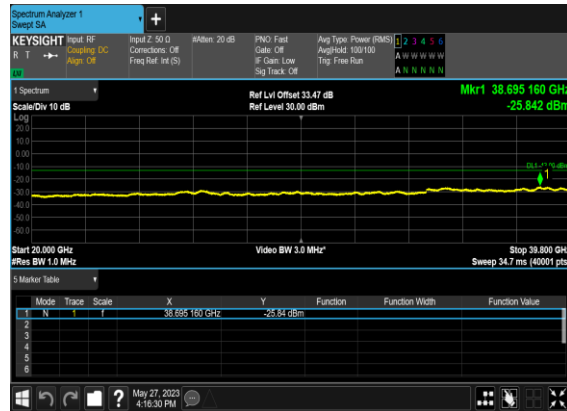 Spectrum Analyzer 1
Swept SA
KEYSIGHT
R T
Input: RF
Coupling: DC
Align: Off
Input Z: 50 Ω
Corrections: Off
Freq Ref: Int (S)
#Atten: 20 dB
PNO: Fast
Gate: Off
IF Gain: Low
Sig Track: Off
Avg Type: Power (RMS)
Avg|Hold: 100/100
Trig: Free Run
1 2 3 4 5 6
A W W W W W
A N N N N N
1 Spectrum
Scale/Div 10 dB
Ref Lvl Offset 33.47 dB
Ref Level 30.00 dBm
Mkr1 38.695 160 GHz
-25.842 dBm
Log
20.0
10.0
0.00
-10.0
-20.0
-30.0
-40.0
-50.0
-60.0
1
Start 20.000 GHz
#Res BW 1.0 MHz
Video BW 3.0 MHz*
Stop 39.800 GHz
Sweep 34.7 ms (40001 pts)
5 Marker Table
Mode Trace Scale X Y Function Function Width Function Value
1 N 1 f 38.695 160 GHz -25.84 dBm
2
3
4
5
6
?
May 27, 2023
4:16:30 PM